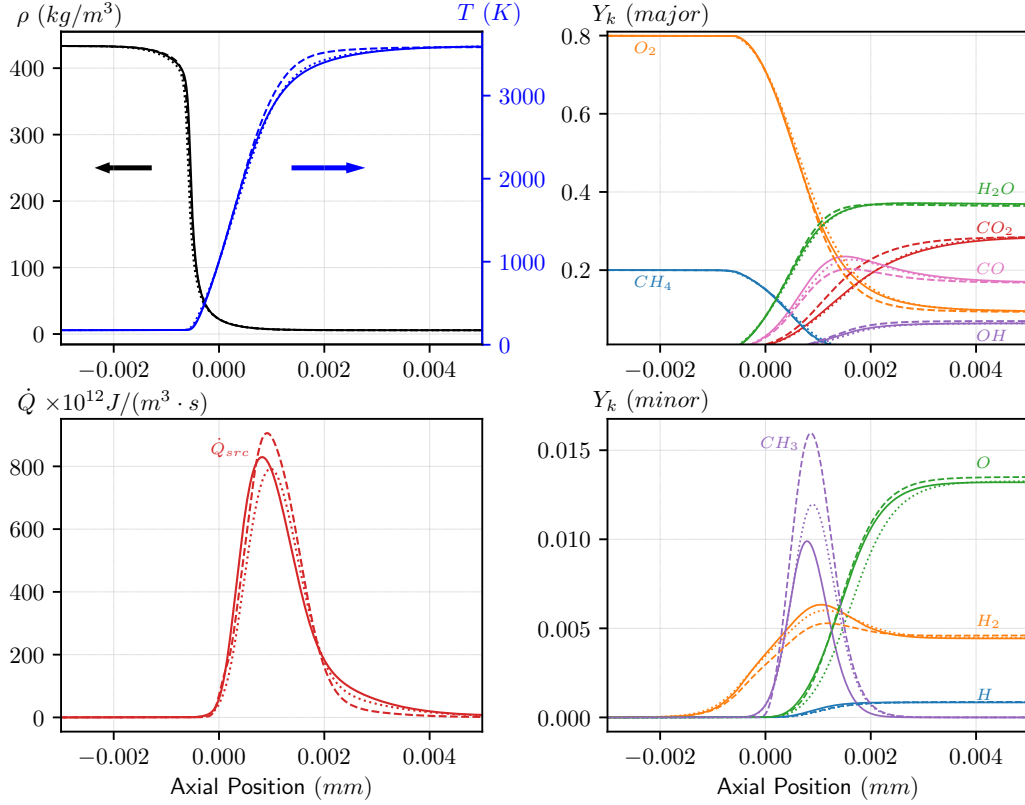 ρ (kg/m³) T (K)
400
300
200
100
0
3000
2000
1000
0
−0.002 0.000 0.002 0.004
Y_k (major)
0.8
0.4
0.2
O₂
CH₄
H₂O
CO₂
CO
OH
−0.002 0.000 0.002 0.004
Q̇ ×10¹²J/(m³ · s)
800
600
400
200
0
Q̇_src
−0.002 0.000 0.002 0.004
Axial Position (mm)
Y_k (minor)
0.015
0.010
0.005
0.000
CH₃
O
H₂
H
−0.002 0.000 0.002 0.004
Axial Position (mm)